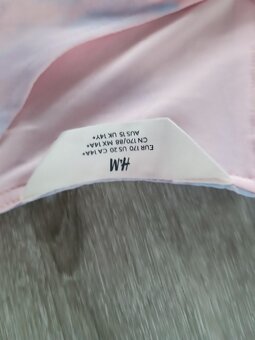 H&M
EUR 170 US 20 CA 14A+
CN 170/88 MX 14A+
AUS 15 UK 14Y+